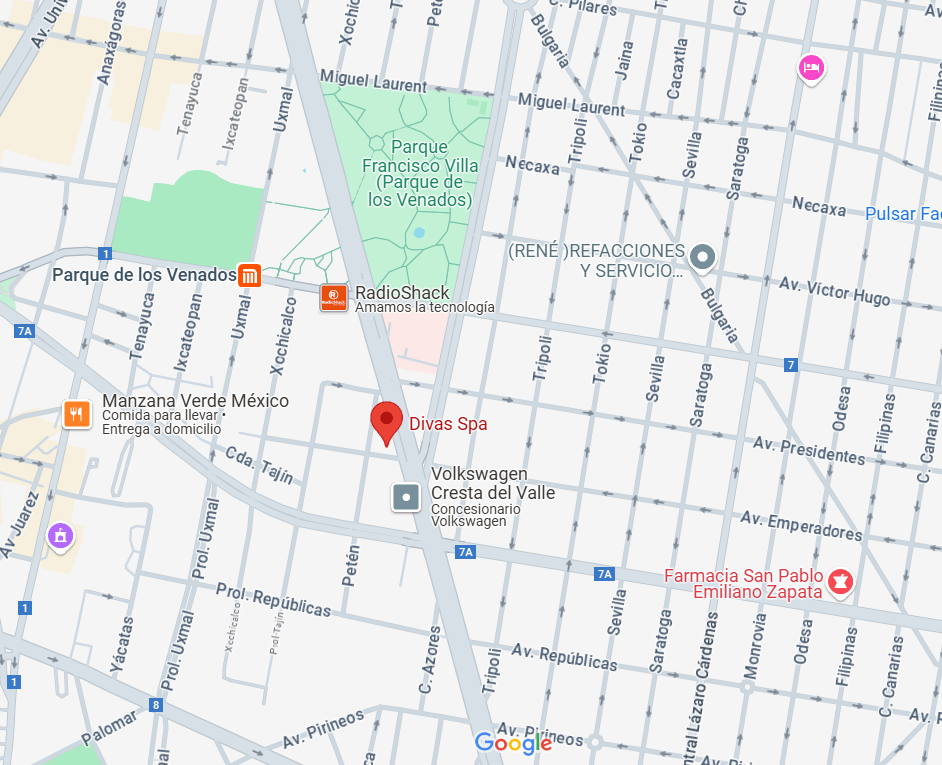 C. Pilares
Av. Univ
Anaxágoras
Xochic
Peté
Bulgaria
Jaina
Cacaxtla
Filipinas
Miguel Laurent
Miguel Laurent
Tenayuca
Ixcateopan
Uxmal
Tripoli
Tokio
Sevilla
Saratoga
Parque
Francisco Villa
(Parque de
los Venados)
Necaxa
Necaxa
Pulsar Fac
1
Parque de los Venados
(RENÉ )REFACCIONES
Y SERVICIO...
Av. Victor Hugo
RadioShack
Amamos la tecnología
Bulgaria
7A
Tenayuca
Ixcateopan
Uxmal
Xochicalco
Tripoli
Tokio
Sevilla
Saratoga
7
Odesa
Filipinas
C. Canarias
Manzana Verde México
Comida para llevar •
Entrega a domicilio
Divas Spa
Av. Presidentes
Cda. Tajín
Volkswagen
Cresta del Valle
Concesionario
Volkswagen
Av Juarez
Prol. Uxmal
Av. Emperadores
7A
7A
Petén
Farmacia San Pablo
Emiliano Zapata
1
Prol. Repúblicas
Xochicalco
Prol Tajín
Yácatas
Prol. Uxmal
C. Azores
Tripoli
Av. Repúblicas
Sevilla
Saratoga
ntral Lázaro Cárdenas
Monrovia
Odesa
Filipinas
C. Canarias
1
8
Palomar
Av. Pirineos
Av. Pirineos
Google
Av. R
Av. Pre